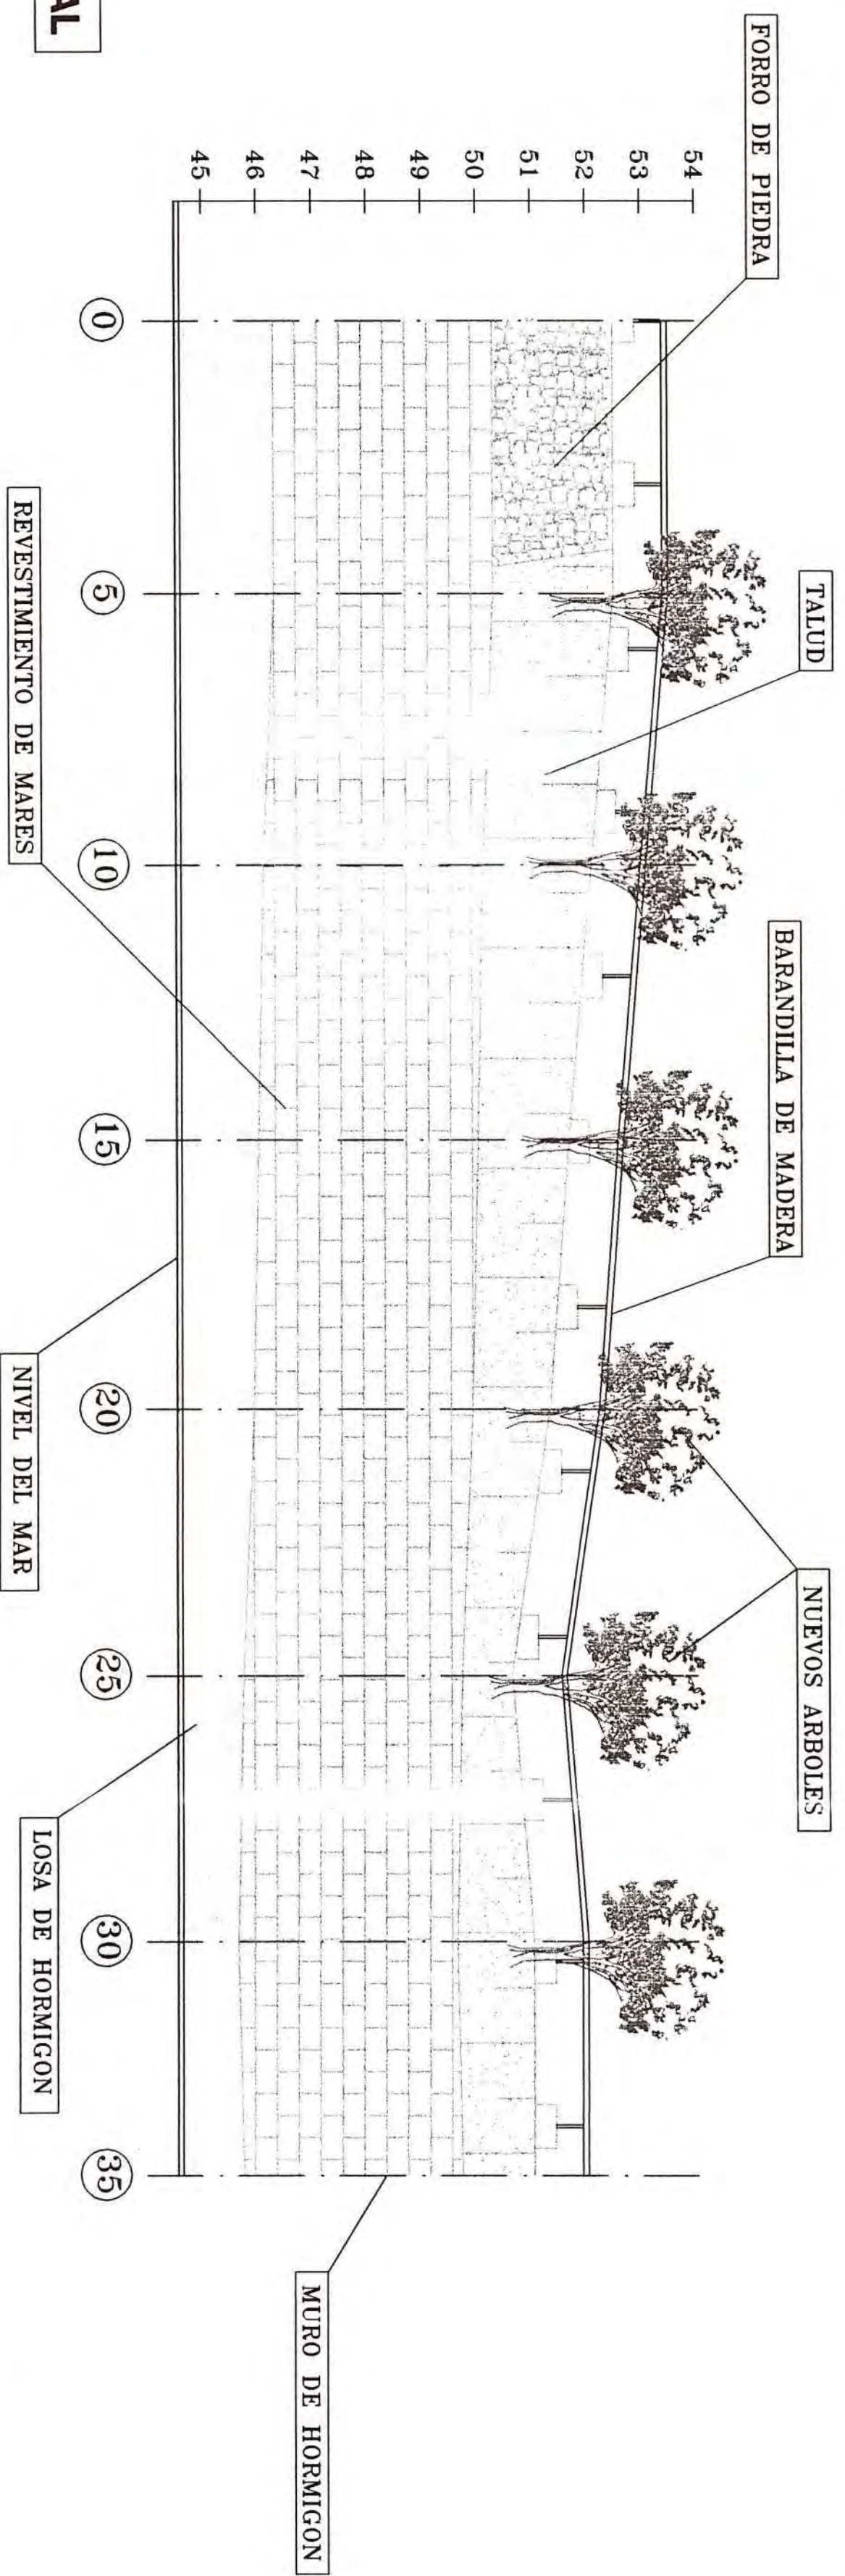 AL
FORRO DE PIEDRA
TALUD
BARANDILLA DE MADERA
NUEVOS ARBOLES
54
53
52
51
50
49
48
47
46
45
0
5
10
15
20
25
30
35
REVESTIMIENTO DE MARES
NIVEL DEL MAR
LOSA DE HORMIGON
MURO DE HORMIGON